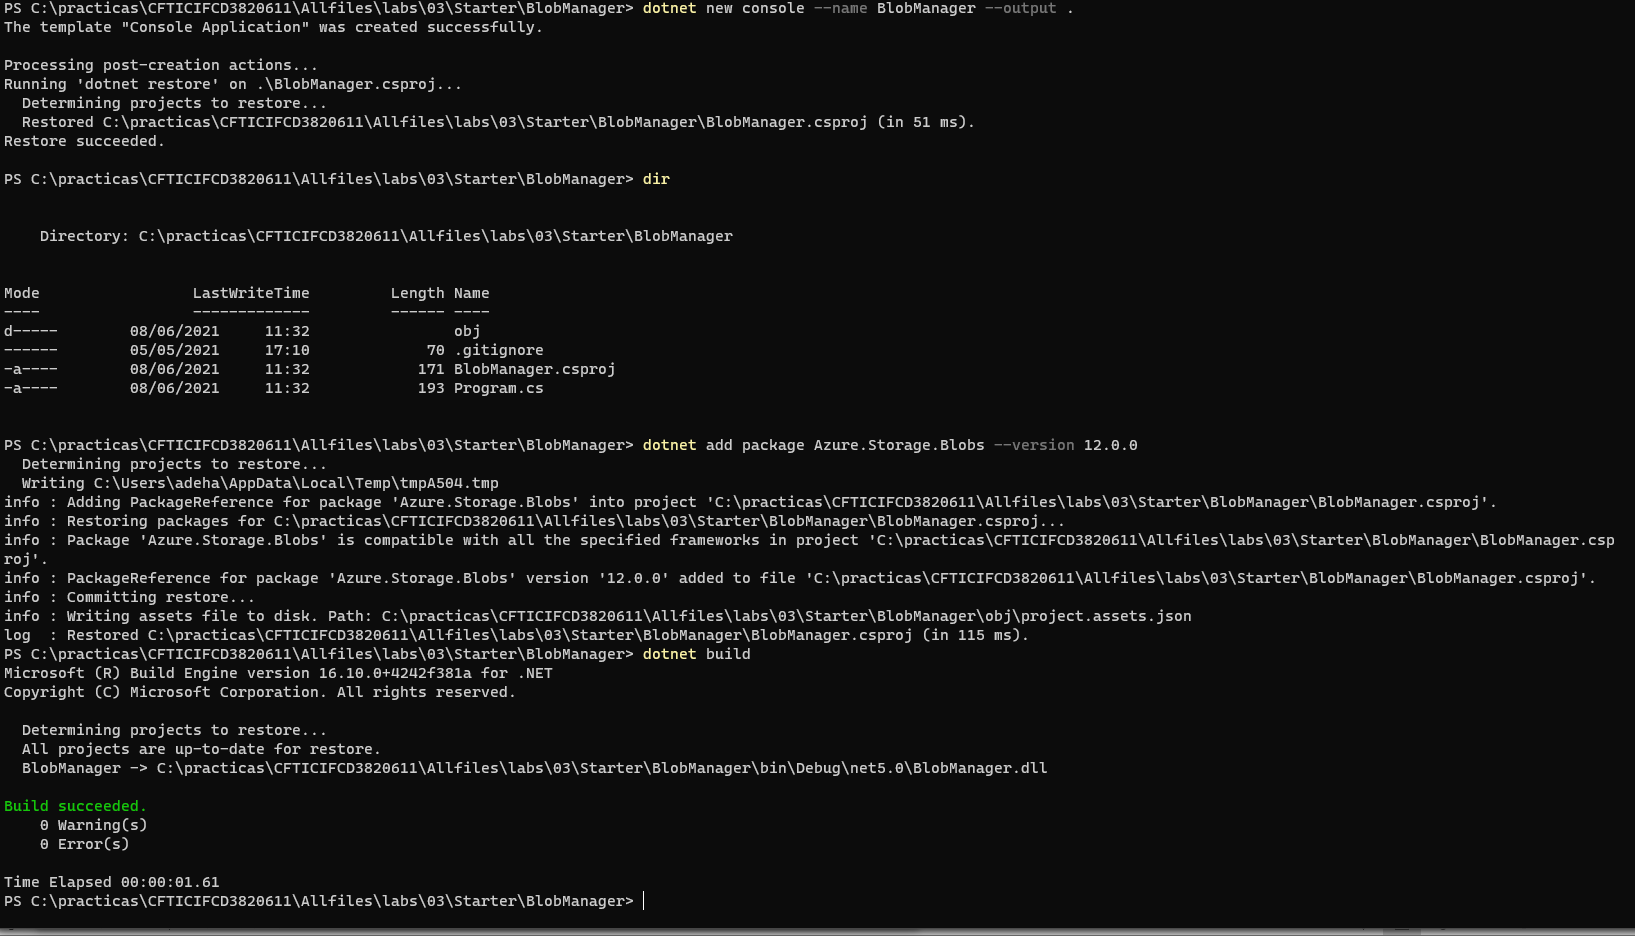 PS C:\practicas\CFTICIFCD3820611\Allfiles\labs\03\Starter\BlobManager> dotnet new console --name BlobManager --output .
The template "Console Application" was created successfully.
Processing post-creation actions...
Running 'dotnet restore' on .\BlobManager.csproj...
  Determining projects to restore...
  Restored C:\practicas\CFTICIFCD3820611\Allfiles\labs\03\Starter\BlobManager\BlobManager.csproj (in 51 ms).
Restore succeeded.
PS C:\practicas\CFTICIFCD3820611\Allfiles\labs\03\Starter\BlobManager> dir
    Directory: C:\practicas\CFTICIFCD3820611\Allfiles\labs\03\Starter\BlobManager
Mode                 LastWriteTime         Length Name
----                 -------------         ------ ----
d-----        08/06/2021     11:32                obj
------        05/05/2021     17:10             70 .gitignore
-a----        08/06/2021     11:32            171 BlobManager.csproj
-a----        08/06/2021     11:32            193 Program.cs
PS C:\practicas\CFTICIFCD3820611\Allfiles\labs\03\Starter\BlobManager> dotnet add package Azure.Storage.Blobs --version 12.0.0
  Determining projects to restore...
  Writing C:\Users\adeha\AppData\Local\Temp\tmpA504.tmp
info : Adding PackageReference for package 'Azure.Storage.Blobs' into project 'C:\practicas\CFTICIFCD3820611\Allfiles\labs\03\Starter\BlobManager\BlobManager.csproj'.
info : Restoring packages for C:\practicas\CFTICIFCD3820611\Allfiles\labs\03\Starter\BlobManager\BlobManager.csproj...
info : Package 'Azure.Storage.Blobs' is compatible with all the specified frameworks in project 'C:\practicas\CFTICIFCD3820611\Allfiles\labs\03\Starter\BlobManager\BlobManager.csp
roj'.
info : PackageReference for package 'Azure.Storage.Blobs' version '12.0.0' added to file 'C:\practicas\CFTICIFCD3820611\Allfiles\labs\03\Starter\BlobManager\BlobManager.csproj'.
info : Committing restore...
info : Writing assets file to disk. Path: C:\practicas\CFTICIFCD3820611\Allfiles\labs\03\Starter\BlobManager\obj\project.assets.json
log  : Restored C:\practicas\CFTICIFCD3820611\Allfiles\labs\03\Starter\BlobManager\BlobManager.csproj (in 115 ms).
PS C:\practicas\CFTICIFCD3820611\Allfiles\labs\03\Starter\BlobManager> dotnet build
Microsoft (R) Build Engine version 16.10.0+4242f381a for .NET
Copyright (C) Microsoft Corporation. All rights reserved.
  Determining projects to restore...
  All projects are up-to-date for restore.
  BlobManager -> C:\practicas\CFTICIFCD3820611\Allfiles\labs\03\Starter\BlobManager\bin\Debug\net5.0\BlobManager.dll
Build succeeded.
    0 Warning(s)
    0 Error(s)
Time Elapsed 00:00:01.61
PS C:\practicas\CFTICIFCD3820611\Allfiles\labs\03\Starter\BlobManager>